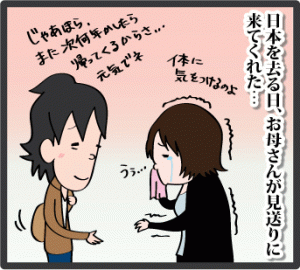 日本を去る日、お母さんが見送りに
来てくれた…
体に
気をつけるのよ
うぅ…
じゃあほら、
また次何年かしたら
帰ってくるからさ…
元気でネ